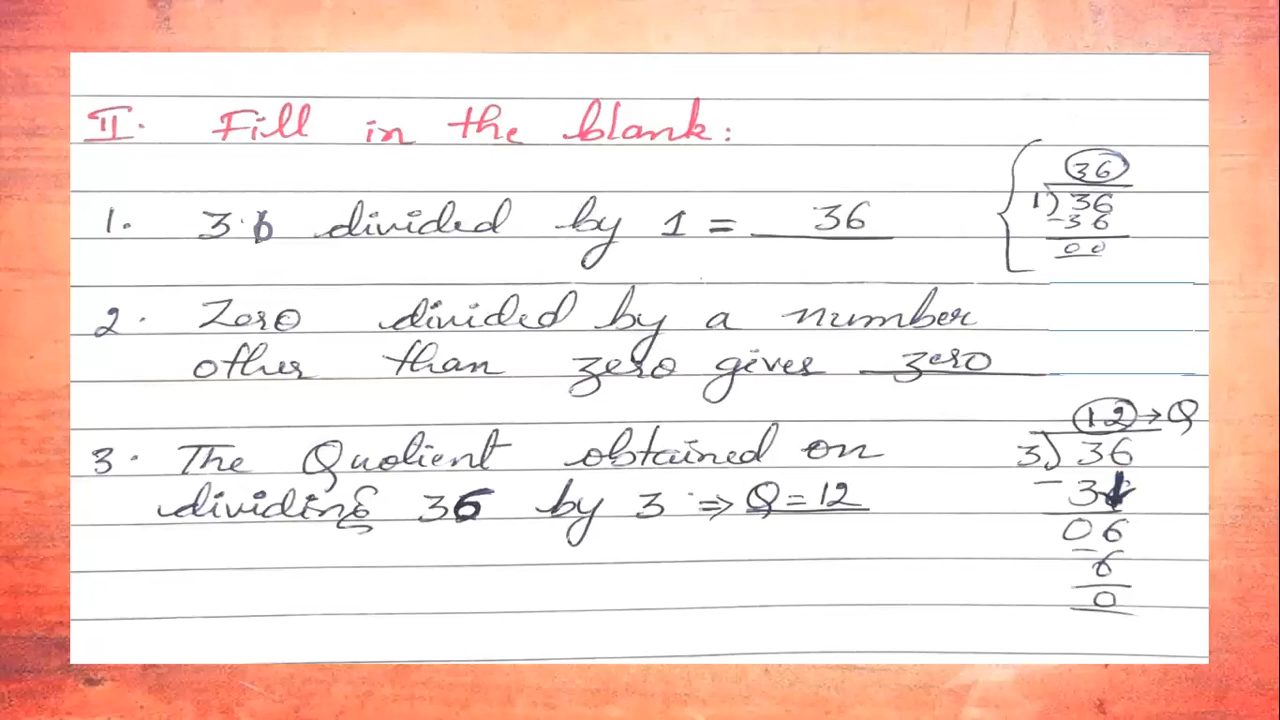 II. Fill in the blank:
1. 3.6 divided by 1 = 36
36
1) 36
-36
00
2. Zero divided by a number
other than zero gives zero
3. The Quotient obtained on
dividing 36 by 3 ⇒ Q = 12
12 → Q
3) 36
06
- 6
0